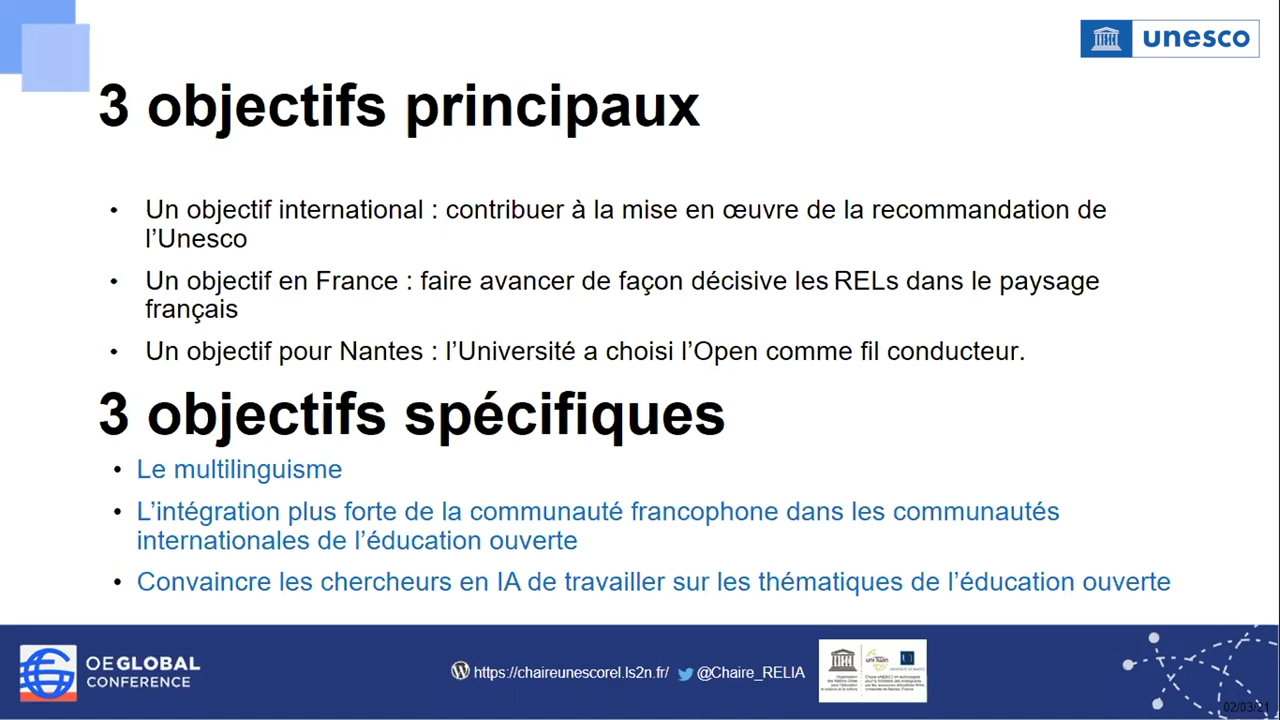 unesco
3 objectifs principaux
• Un objectif international : contribuer à la mise en œuvre de la recommandation de
l’Unesco
• Un objectif en France : faire avancer de façon décisive les RELs dans le paysage
français
• Un objectif pour Nantes : l’Université a choisi l’Open comme fil conducteur.
3 objectifs spécifiques
• Le multilinguisme
• L’intégration plus forte de la communauté francophone dans les communautés
internationales de l’éducation ouverte
• Convaincre les chercheurs en IA de travailler sur les thématiques de l’éducation ouverte
OEGLOBAL
CONFERENCE
https://chaireunescorel.ls2n.fr/ @Chaire_RELIA
02/03/21